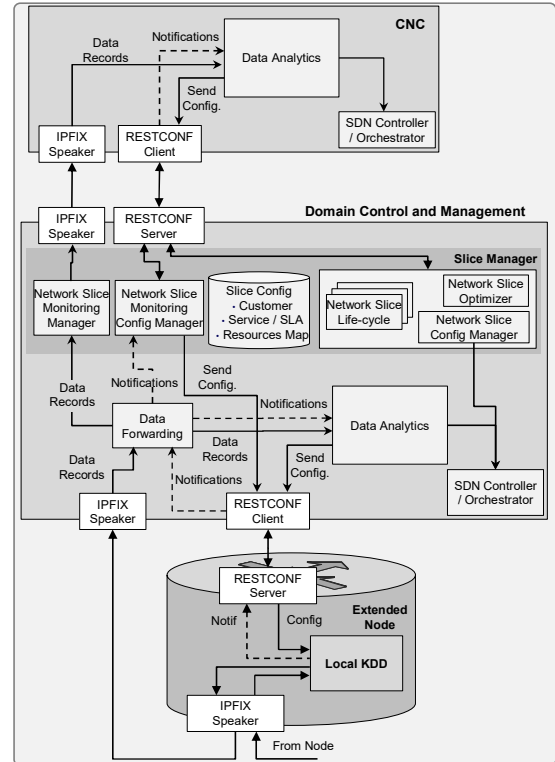 CNC
Notifications
Data
Records
Data Analytics
Send
Config.
SDN Controller
/ Orchestrator
IPFIX
Speaker
RESTCONF
Client
IPFIX
Speaker
RESTCONF
Server
Domain Control and Management
Slice Manager
Network Slice
Monitoring
Manager
Network Slice
Monitoring
Config Manager
Slice Config
· Customer
· Service / SLA
· Resources Map
Network Slice
Life-cycle
Network Slice
Optimizer
Network Slice
Config Manager
Data
Records
Notifications
Send
Config.
Notifications
Data
Forwarding
Data
Records
Data Analytics
Data
Records
Notifications
Send
Config.
SDN Controller
/ Orchestrator
IPFIX
Speaker
RESTCONF
Client
RESTCONF
Server
Extended
Node
Notif
Config
Local KDD
IPFIX
Speaker
From Node